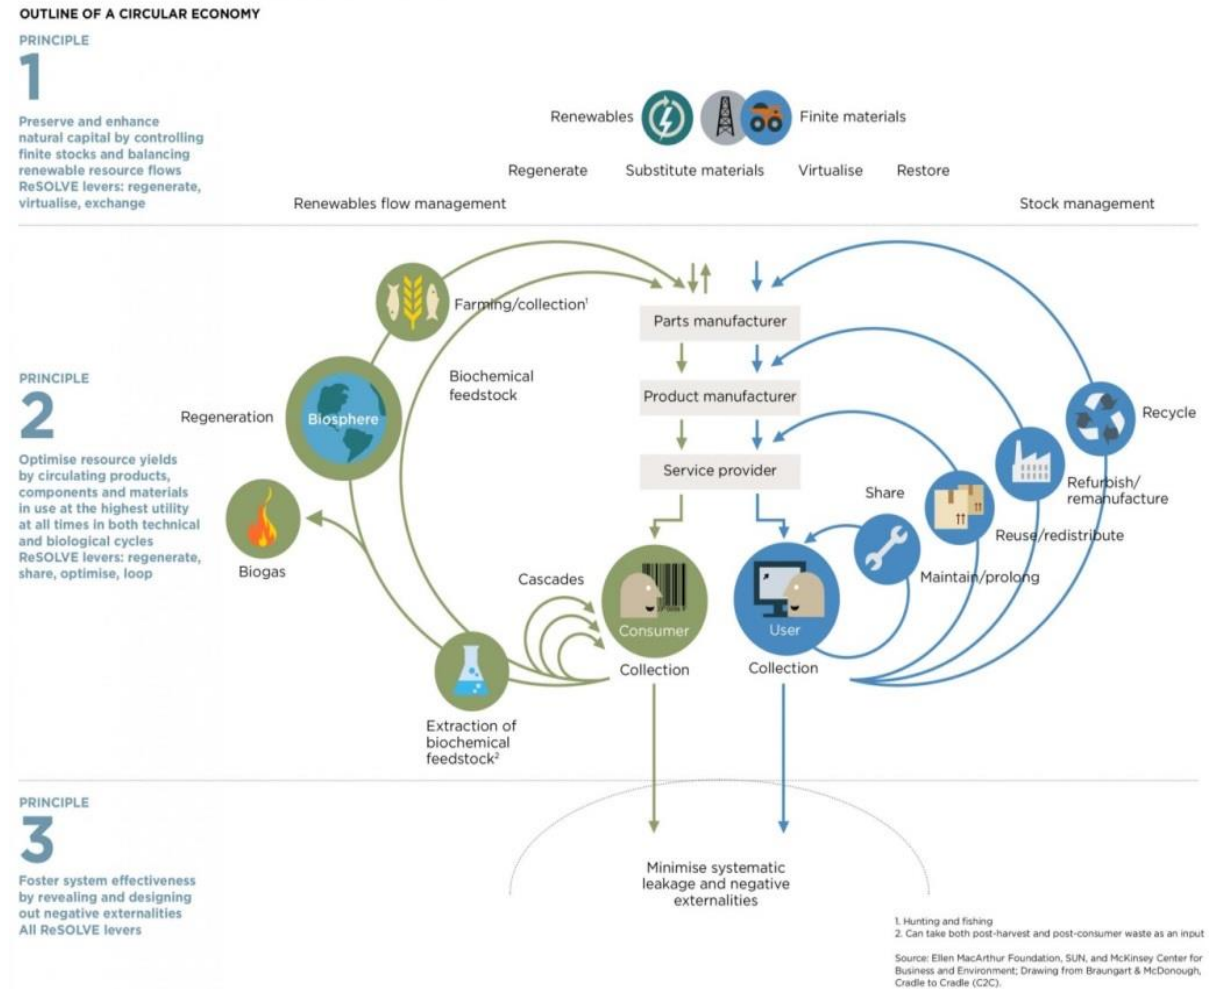 OUTLINE OF A CIRCULAR ECONOMY
PRINCIPLE
1
Preserve and enhance
natural capital by controlling
finite stocks and balancing
renewable resource flows
ReSOLVE levers: regenerate,
virtualise, exchange
Renewables
Finite materials
Regenerate
Substitute materials
Virtualise
Restore
Renewables flow management
Stock management
PRINCIPLE
2
Optimise resource yields
by circulating products,
components and materials
in use at the highest utility
at all times in both technical
and biological cycles
ReSOLVE levers: regenerate,
share, optimise, loop
Farming/collection¹
Biochemical
feedstock
Regeneration
Biosphere
Biogas
Cascades
Extraction of
biochemical
feedstock²
Parts manufacturer
Product manufacturer
Service provider
Consumer
Collection
User
Collection
Share
Maintain/prolong
Reuse/redistribute
Refurbish/
remanufacture
Recycle
PRINCIPLE
3
Foster system effectiveness
by revealing and designing
out negative externalities
All ReSOLVE levers
Minimise systematic
leakage and negative
externalities
1. Hunting and fishing
2. Can take both post-harvest and post-consumer waste as an input
Source: Ellen MacArthur Foundation, SUN, and McKinsey Center for
Business and Environment; Drawing from Braungart & McDonough,
Cradle to Cradle (C2C).